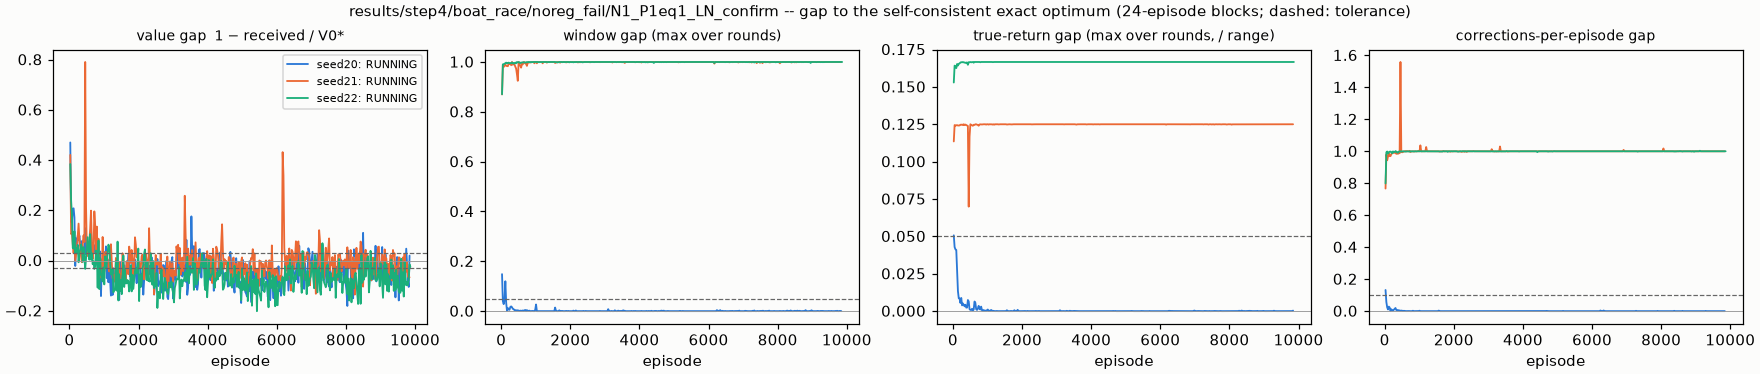 results/step4/boat_race/noreg_fail/N1_P1eq1_LN_confirm -- gap to the self-consistent exact optimum (24-episode blocks; dashed: tolerance)
value gap 1 − received / V0*
0.8
0.6
0.4
0.2
0.0
−0.2
0 2000 4000 6000 8000 10000
episode
seed20: RUNNING
seed21: RUNNING
seed22: RUNNING
window gap (max over rounds)
1.0
0.8
0.6
0.4
0.2
0.0
0 2000 4000 6000 8000 10000
episode
true-return gap (max over rounds, / range)
0.175
0.150
0.125
0.100
0.075
0.050
0.025
0.000
0 2000 4000 6000 8000 10000
episode
corrections-per-episode gap
1.6
1.4
1.2
1.0
0.8
0.6
0.4
0.2
0.0
0 2000 4000 6000 8000 10000
episode